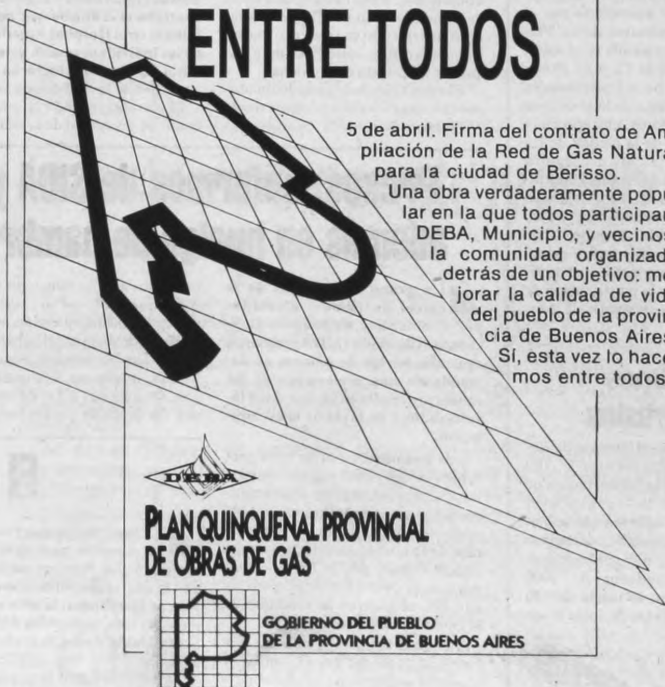 ENTRE TODOS
5 de abril. Firma del contrato de Am
pliación de la Red de Gas Natura
para la ciudad de Berisso.
Una obra verdaderamente popu
lar en la que todos participan
DEBA, Municipio, y vecinos
la comunidad organizad
detrás de un objetivo: me
jorar la calidad de vid
del pueblo de la provin
cia de Buenos Aires
Sí, esta vez lo hace
mos entre todos.
DEBA
PLAN QUINQUENAL PROVINCIAL
DE OBRAS DE GAS
GOBIERNO DEL PUEBLO
DE LA PROVINCIA DE BUENOS AIRES